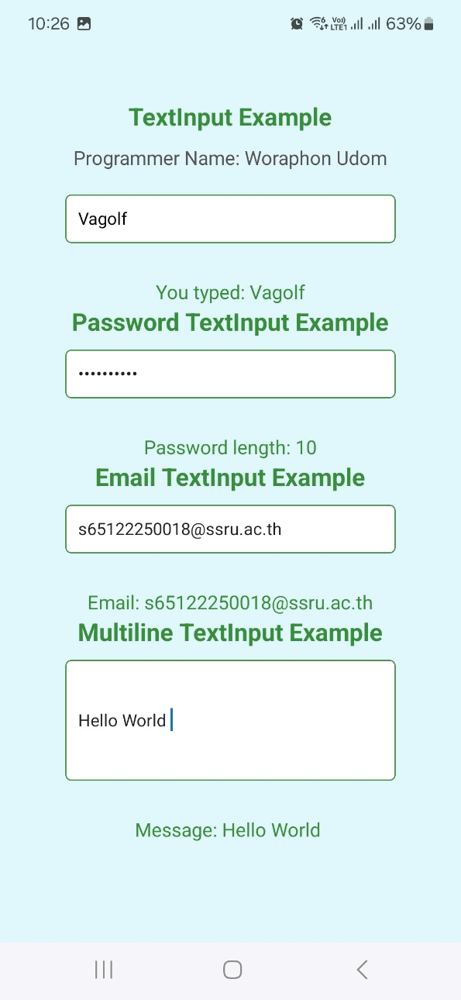 10:26 Vo)) LTE1 63%
TextInput Example
Programmer Name: Woraphon Udom
Vagolf
You typed: Vagolf
Password TextInput Example
••••••••••
Password length: 10
Email TextInput Example
s65122250018@ssru.ac.th
Email: s65122250018@ssru.ac.th
Multiline TextInput Example
Hello World
Message: Hello World